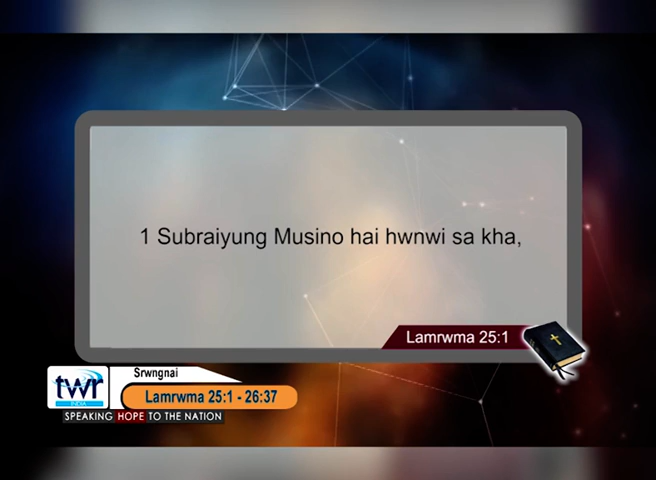 1 Subraiyung Musino hai hwnwi sa kha,
Lamrwma 25:1
Srwngnai
twr
INDIA
Lamrwma 25:1 - 26:37
SPEAKING HOPE TO THE NATION